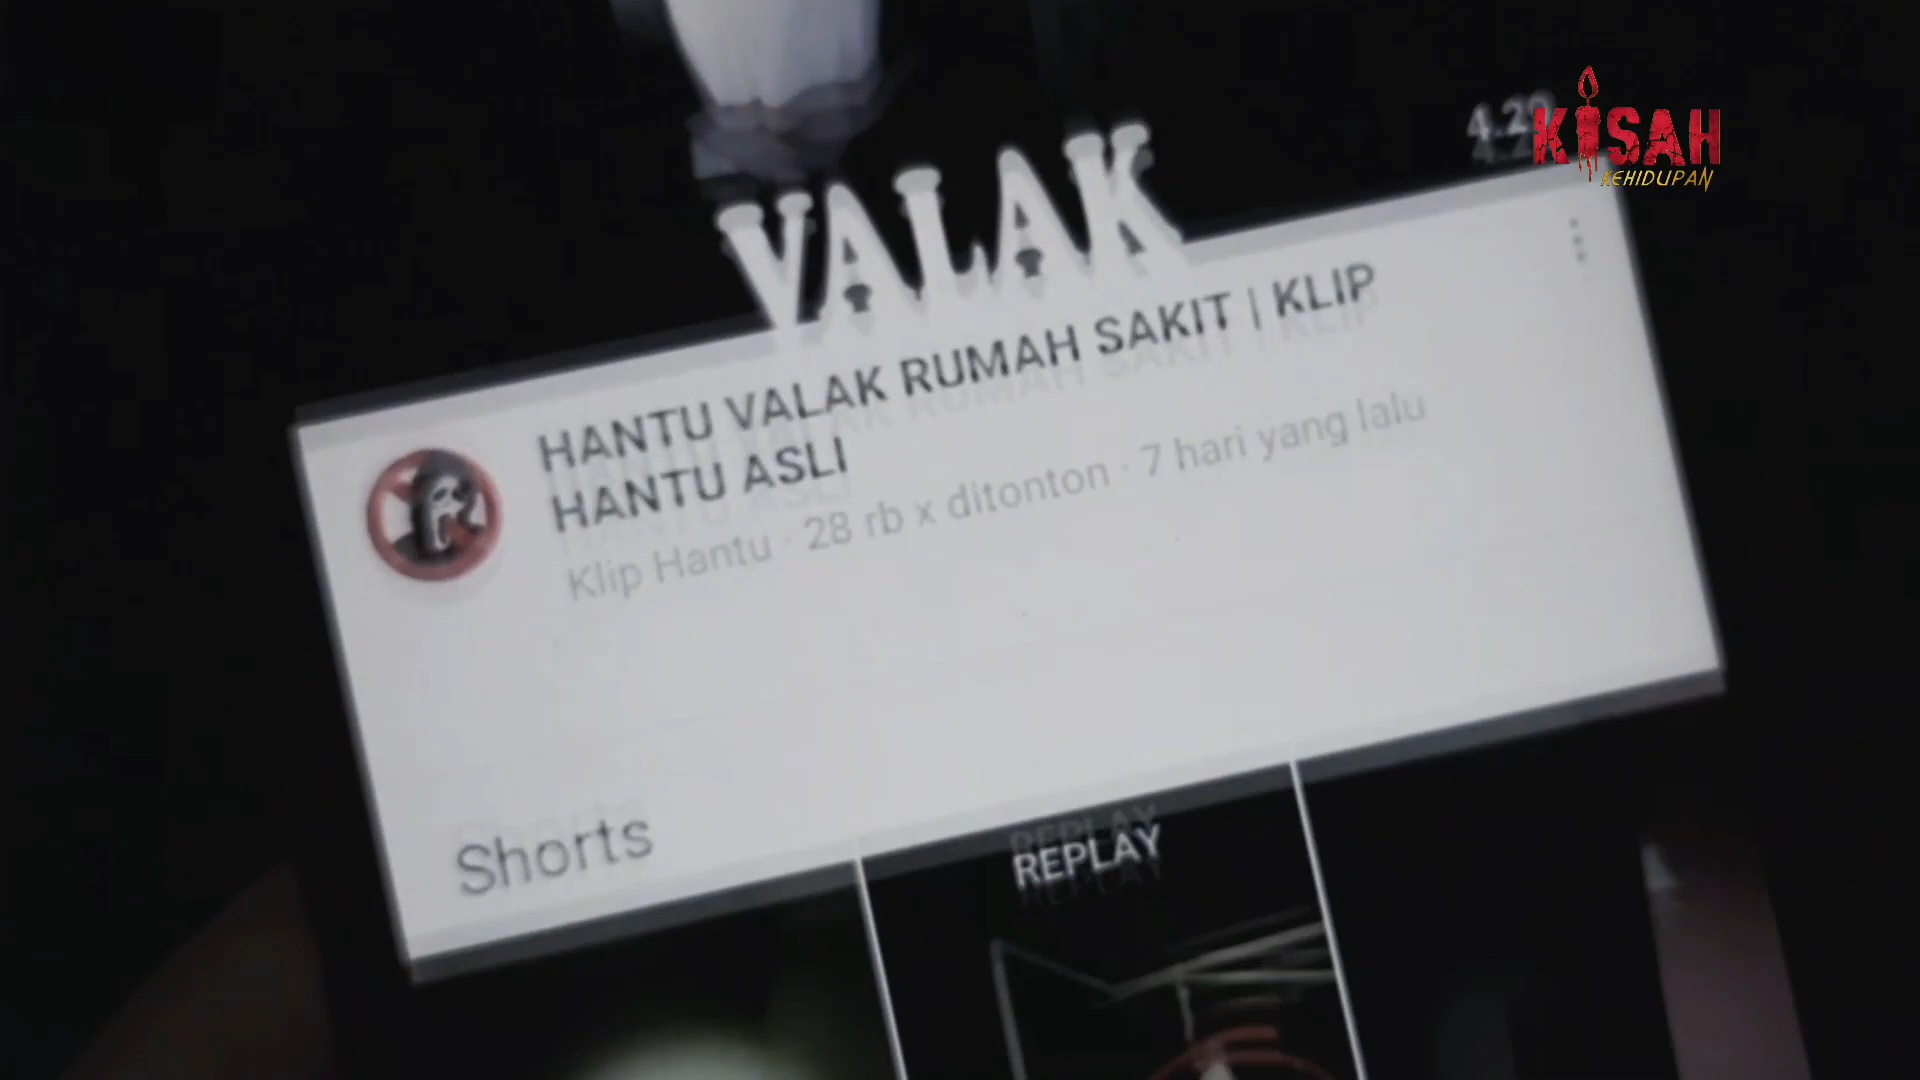 KISAH
KEHIDUPAN
VALAK
HANTU VALAK RUMAH SAKIT | KLIP
HANTU ASLI
Klip Hantu · 28 rb x ditonton · 7 hari yang lalu
Shorts
REPLAY